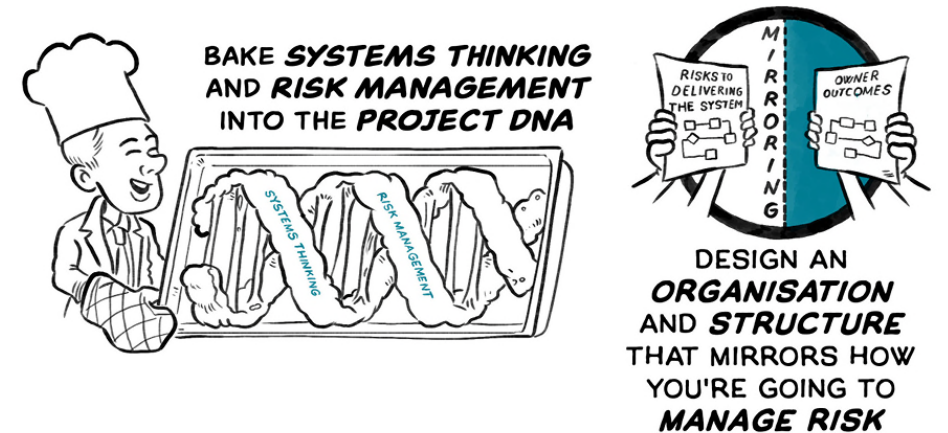 BAKE SYSTEMS THINKING
AND RISK MANAGEMENT
INTO THE PROJECT DNA
SYSTEMS THINKING
RISK MANAGEMENT
MIRRORING
RISKS TO
DELIVERING
THE SYSTEM
OWNER
OUTCOMES
DESIGN AN
ORGANISATION
AND STRUCTURE
THAT MIRRORS HOW
YOU'RE GOING TO
MANAGE RISK